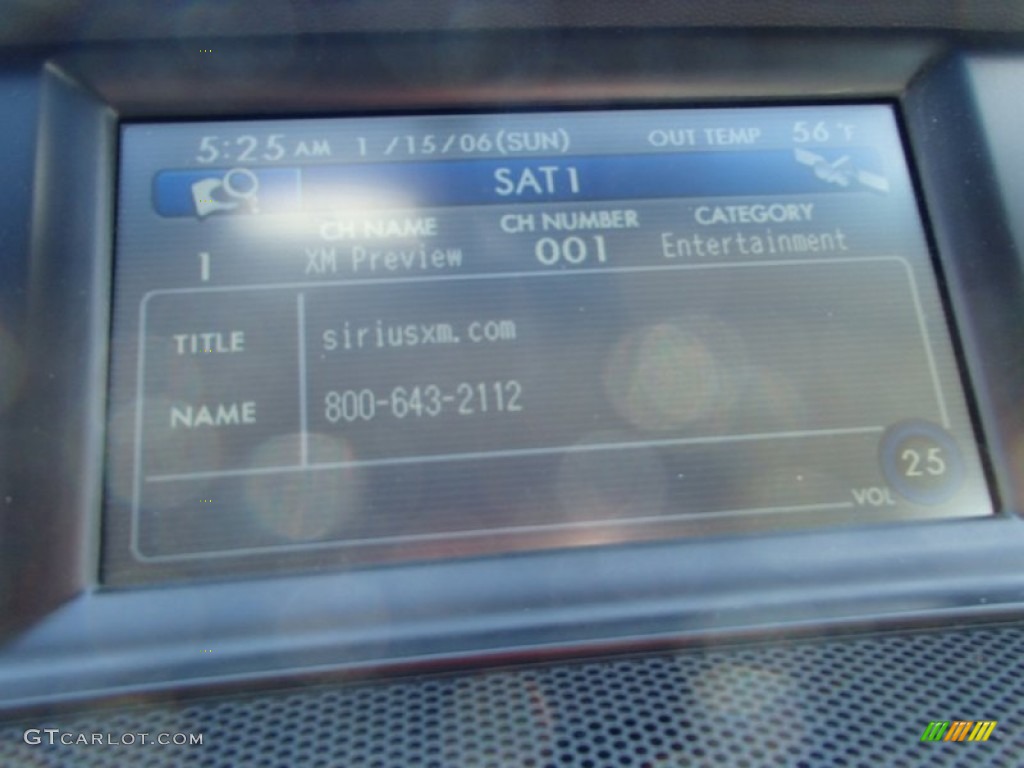 5:25 AM 1 /15/06(SUN) OUT TEMP 56°F
SAT1
CH NAME CH NUMBER CATEGORY
1 XM Preview 001 Entertainment
TITLE siriusxm.com
NAME 800-643-2112
VOL 25
GTCARLOT.COM